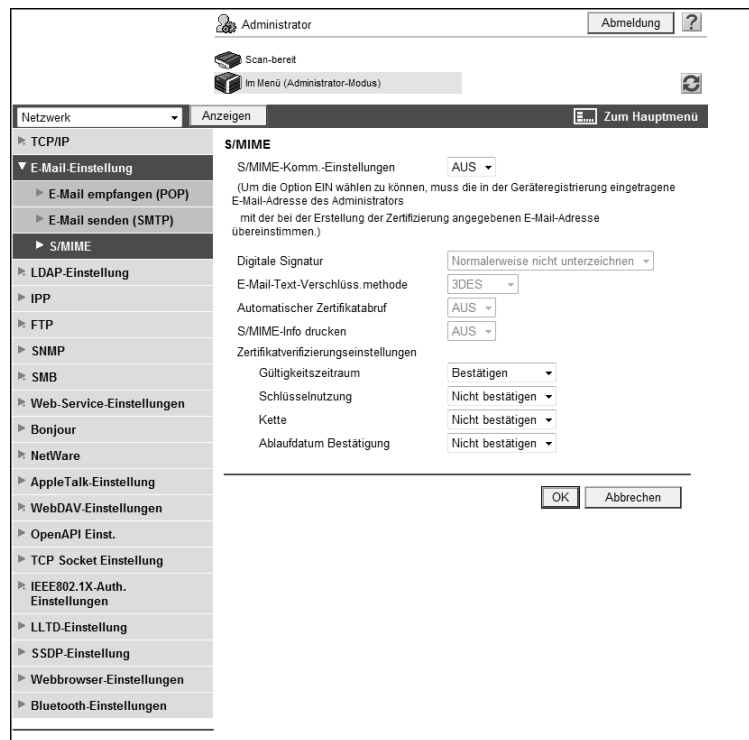 Administrator
Abmeldung
?
Scan-bereit
Im Menü (Administrator-Modus)
Netzwerk
Anzeigen
Zum Hauptmenü
TCP/IP
E-Mail-Einstellung
E-Mail empfangen (POP)
E-Mail senden (SMTP)
S/MIME
LDAP-Einstellung
IPP
FTP
SNMP
SMB
Web-Service-Einstellungen
Bonjour
NetWare
AppleTalk-Einstellung
WebDAV-Einstellungen
OpenAPI Einst.
TCP Socket Einstellung
IEEE802.1X-Auth.
Einstellungen
LLTD-Einstellung
SSDP-Einstellung
Webbrowser-Einstellungen
Bluetooth-Einstellungen
S/MIME
S/MIME-Komm.-Einstellungen AUS
(Um die Option EIN wählen zu können, muss die in der Geräteregistrierung eingetragene
E-Mail-Adresse des Administrators
mit der bei der Erstellung der Zertifizierung angegebenen E-Mail-Adresse
übereinstimmen.)
Digitale Signatur Normalerweise nicht unterzeichnen
E-Mail-Text-Verschlüss.methode 3DES
Automatischer Zertifikatabruf AUS
S/MIME-Info drucken AUS
Zertifikatverifizierungseinstellungen
Gültigkeitszeitraum Bestätigen
Schlüsselnutzung Nicht bestätigen
Kette Nicht bestätigen
Ablaufdatum Bestätigung Nicht bestätigen
OK Abbrechen